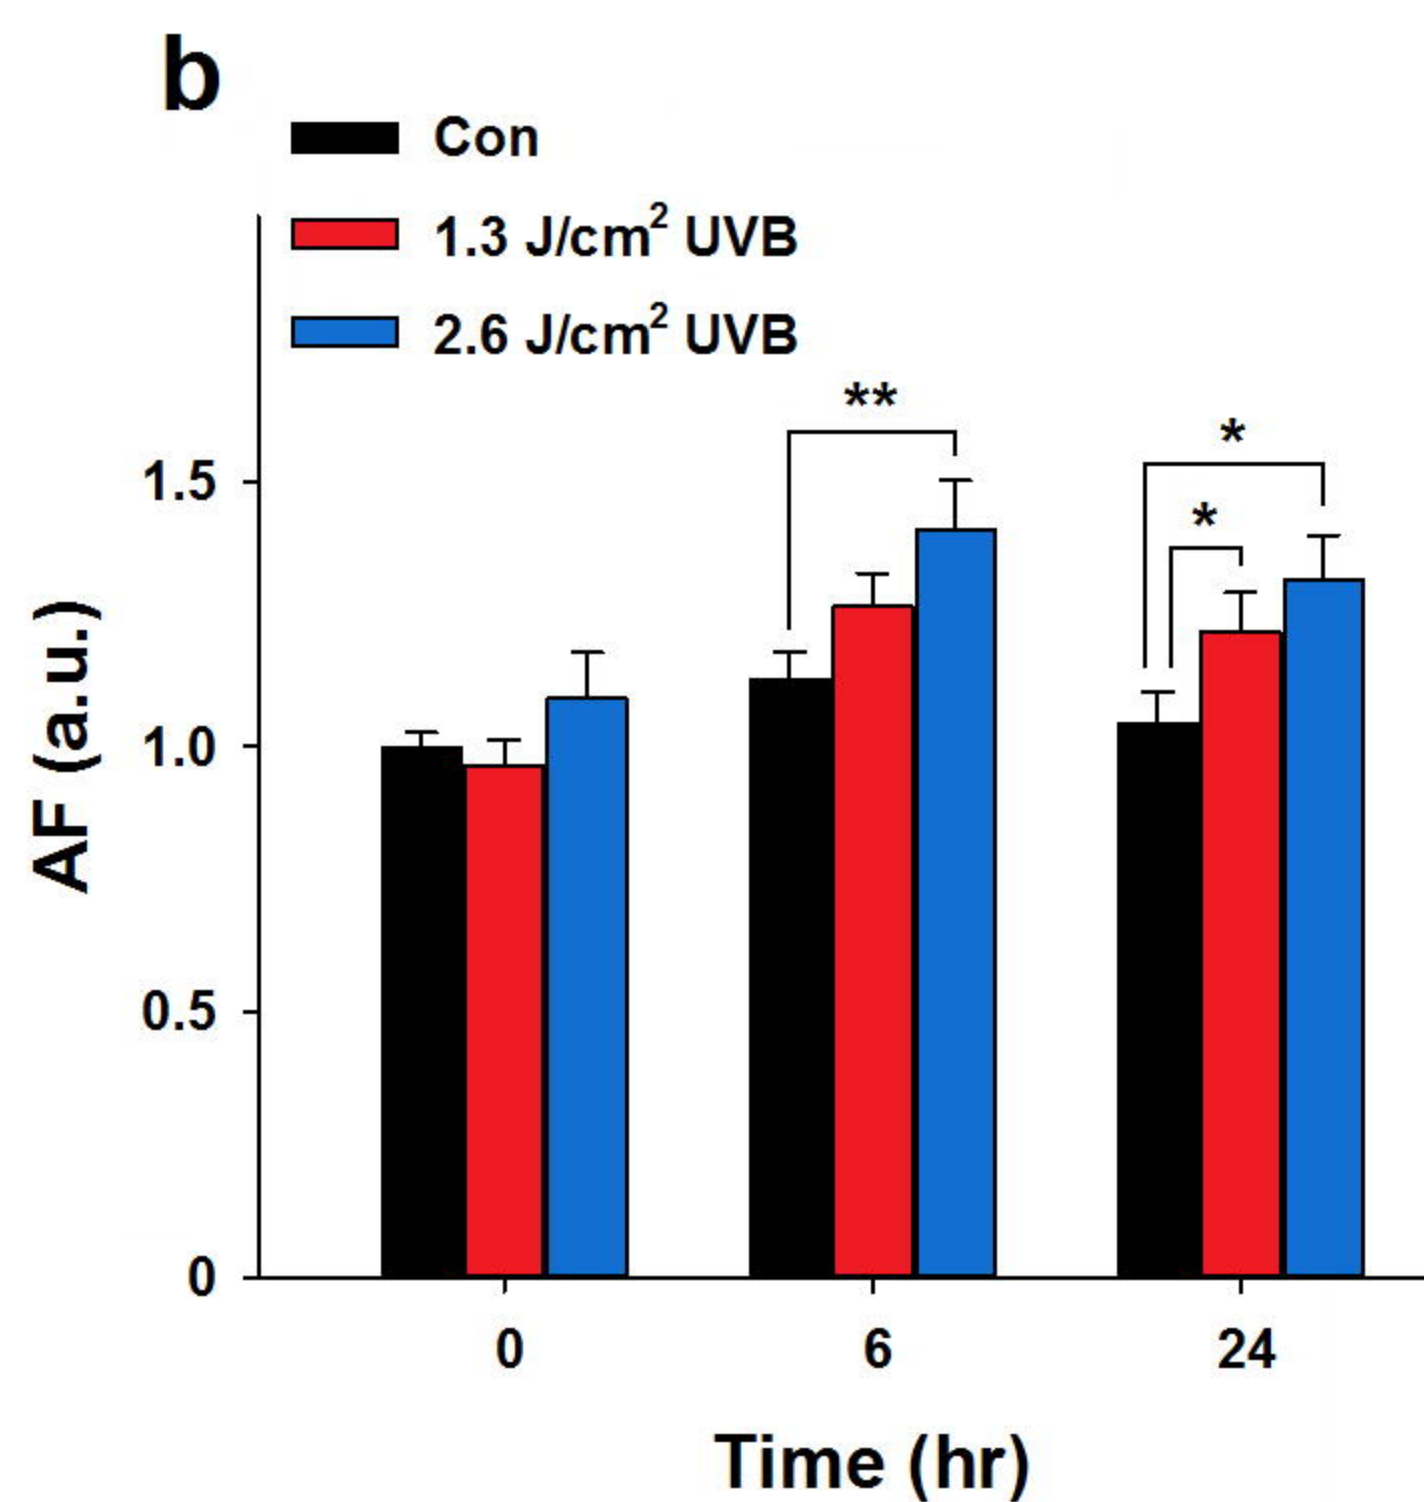 b
Con
1.3 J/cm² UVB
2.6 J/cm² UVB
**
*
*
1.5
1.0
0.5
0
AF (a.u.)
0 6 24
Time (hr)